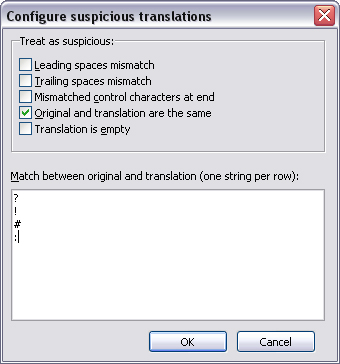 Configure suspicious translations
Treat as suspicious:
Leading spaces mismatch
Trailing spaces mismatch
Mismatched control characters at end
Original and translation are the same
Translation is empty
Match between original and translation (one string per row):
?
!
#
:
OK Cancel